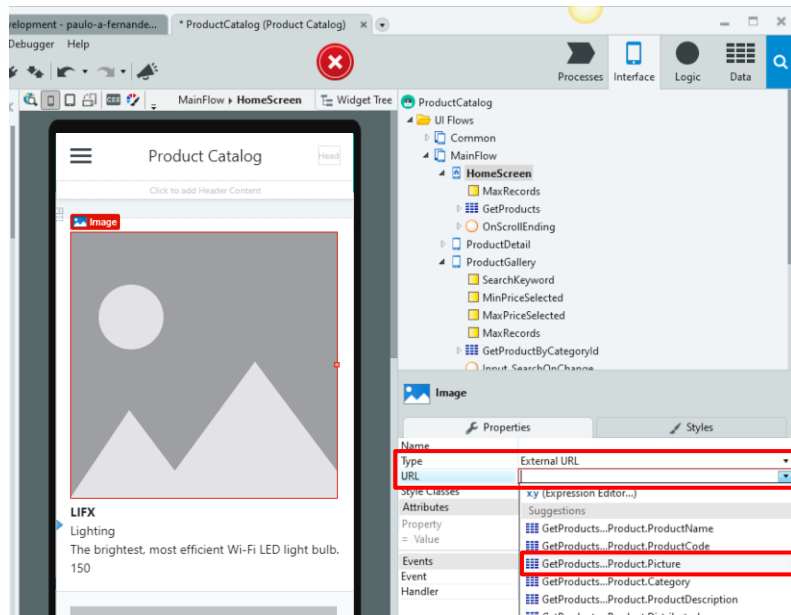 velopment - paulo-a-fernande...
* ProductCatalog (Product Catalog)
Debugger Help
Processes
Interface
Logic
Data
CSS
MainFlow HomeScreen
Widget Tree
ProductCatalog
UI Flows
Common
MainFlow
HomeScreen
MaxRecords
GetProducts
OnScrollEnding
ProductDetail
ProductGallery
SearchKeyword
MinPriceSelected
MaxPriceSelected
MaxRecords
GetProductByCategoryId
Input_SearchOnChange
Product Catalog
Head
Click to add Header Content
Image
LIFX
Lighting
The brightest, most efficient Wi-Fi LED light bulb.
150
Image
Properties
Styles
Name
Type External URL
URL
Style Classes
x.y (Expression Editor...)
Attributes
Suggestions
Property
= Value
Events
Event
Handler
GetProducts...Product.ProductName
GetProducts...Product.ProductCode
GetProducts...Product.Picture
GetProducts...Product.Category
GetProducts...Product.ProductDescription